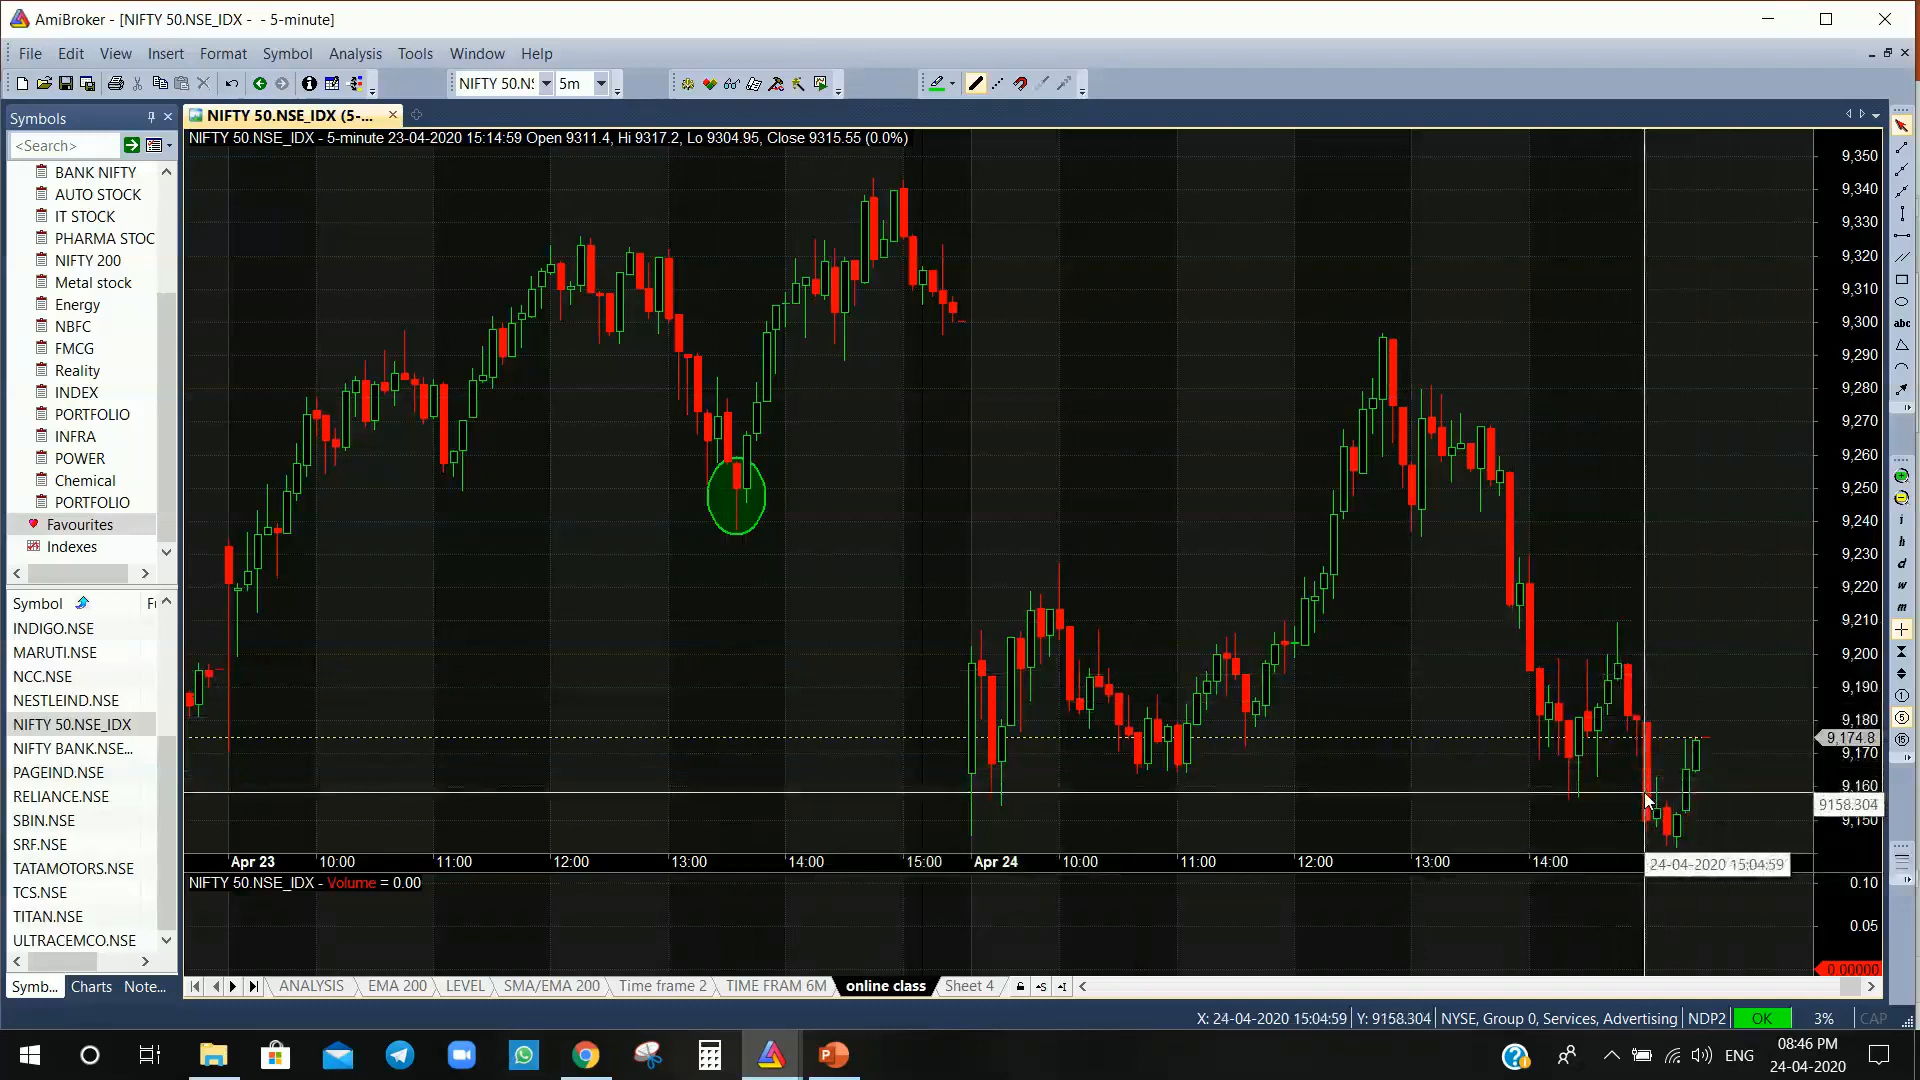 AmiBroker - [NIFTY 50.NSE_IDX - - 5-minute]
File Edit View Insert Format Symbol Analysis Tools Window Help
NIFTY 50.N 5m
Symbols
NIFTY 50.NSE_IDX (5-...
NIFTY 50.NSE_IDX - 5-minute 23-04-2020 15:14:59 Open 9311.4, Hi 9317.2, Lo 9304.95, Close 9315.55 (0.0%)
<Search>
BANK NIFTY
AUTO STOCK
IT STOCK
PHARMA STOC
NIFTY 200
Metal stock
Energy
NBFC
FMCG
Reality
INDEX
PORTFOLIO
INFRA
POWER
Chemical
PORTFOLIO
Favourites
Indexes
Symbol
INDIGO.NSE
MARUTI.NSE
NCC.NSE
NESTLEIND.NSE
NIFTY 50.NSE_IDX
NIFTY BANK.NSE...
PAGEIND.NSE
RELIANCE.NSE
SBIN.NSE
SRF.NSE
TATAMOTORS.NSE
TCS.NSE
TITAN.NSE
ULTRACEMCO.NSE
Symb... Charts Note...
9,350
9,340
9,330
9,320
9,310
9,300
9,290
9,280
9,270
9,260
9,250
9,240
9,230
9,220
9,210
9,200
9,190
9,180
9,174.8
9,170
9,160
9158.304
9,150
abc
i
h
d
w
m
1
5
15
Apr 23 10:00 11:00 12:00 13:00 14:00 15:00 Apr 24 10:00 11:00 12:00 13:00 14:00
24-04-2020 15:04:59
NIFTY 50.NSE_IDX - Volume = 0.00
0.10
0.05
0.00000
ANALYSIS EMA 200 LEVEL SMA/EMA 200 Time frame 2 TIME FRAM 6M online class Sheet 4
X: 24-04-2020 15:04:59 Y: 9158.304 NYSE, Group 0, Services, Advertising NDP2 OK 3% CAP
ENG
08:46 PM
24-04-2020